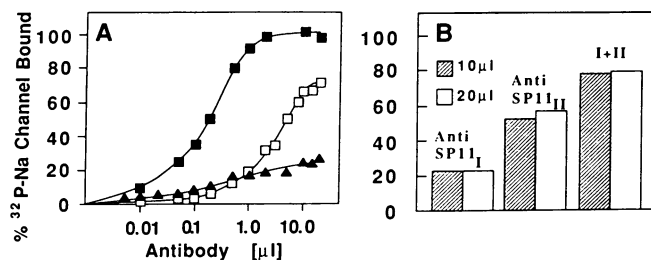 A
100
80
60
40
20
0
% ³² P-Na Channel Bound
0.01 0.1 1.0 10.0
Antibody [µl]
B
100
80
60
40
20
0
10µl
20µl
Anti
SP11I
Anti
SP11II
I+II